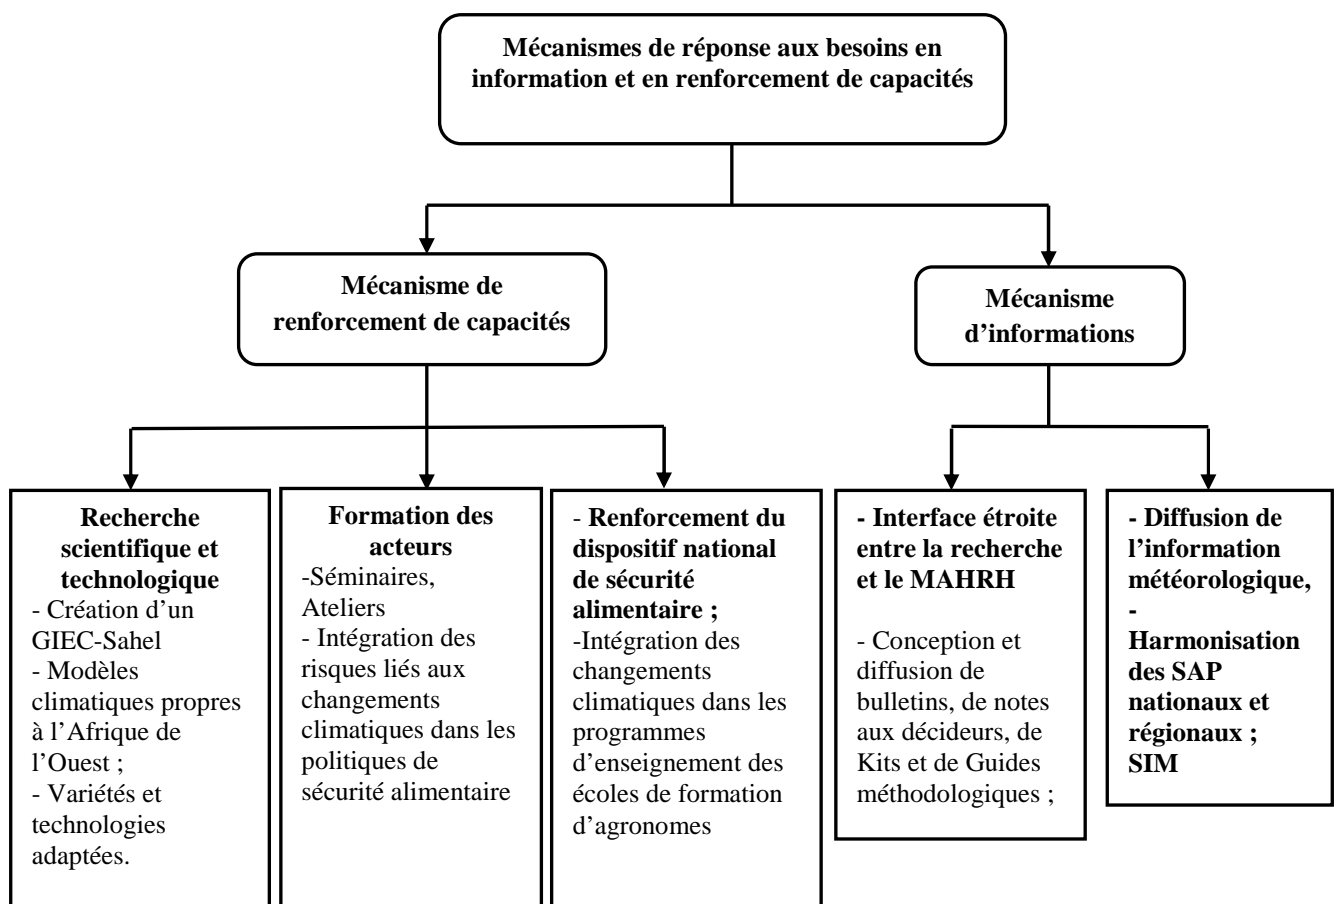 Mécanismes de réponse aux besoins en
information et en renforcement de capacités
Mécanisme de
renforcement de capacités
Mécanisme
d’informations
Recherche
scientifique et
technologique
- Création d’un
GIEC-Sahel
- Modèles
climatiques propres
à l’Afrique de
l’Ouest ;
- Variétés et
technologies
adaptées.
Formation des
acteurs
-Séminaires,
Ateliers
- Intégration des
risques liés aux
changements
climatiques dans les
politiques de
sécurité alimentaire
- Renforcement du
dispositif national
de sécurité
alimentaire ;
-Intégration des
changements
climatiques dans les
programmes
d’enseignement des
écoles de formation
d’agronomes
- Interface étroite
entre la recherche
et le MAHRH
- Conception et
diffusion de
bulletins, de notes
aux décideurs, de
Kits et de Guides
méthodologiques ;
- Diffusion de
l’information
météorologique,
-
Harmonisation
des SAP
nationaux et
régionaux ;
SIM